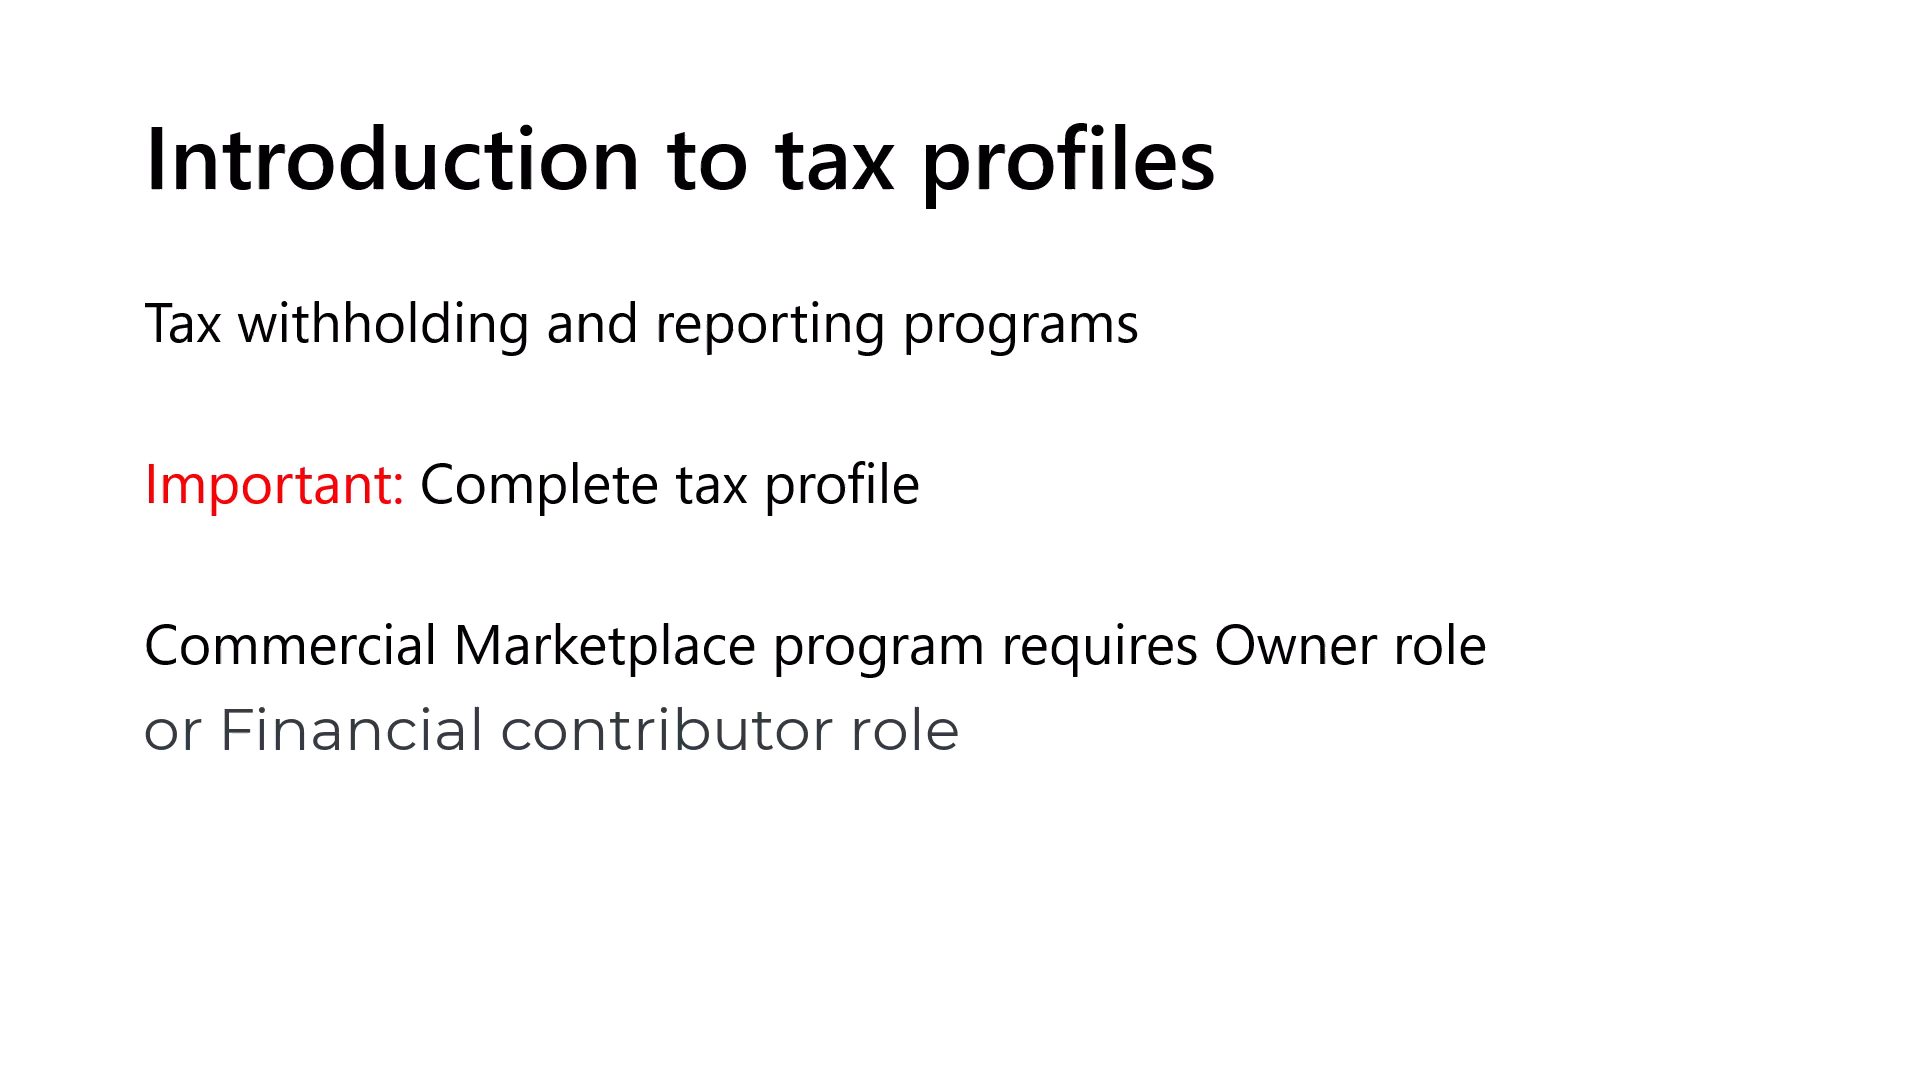 Introduction to tax profiles
Tax withholding and reporting programs
Important: Complete tax profile
Commercial Marketplace program requires Owner role
or Financial contributor role